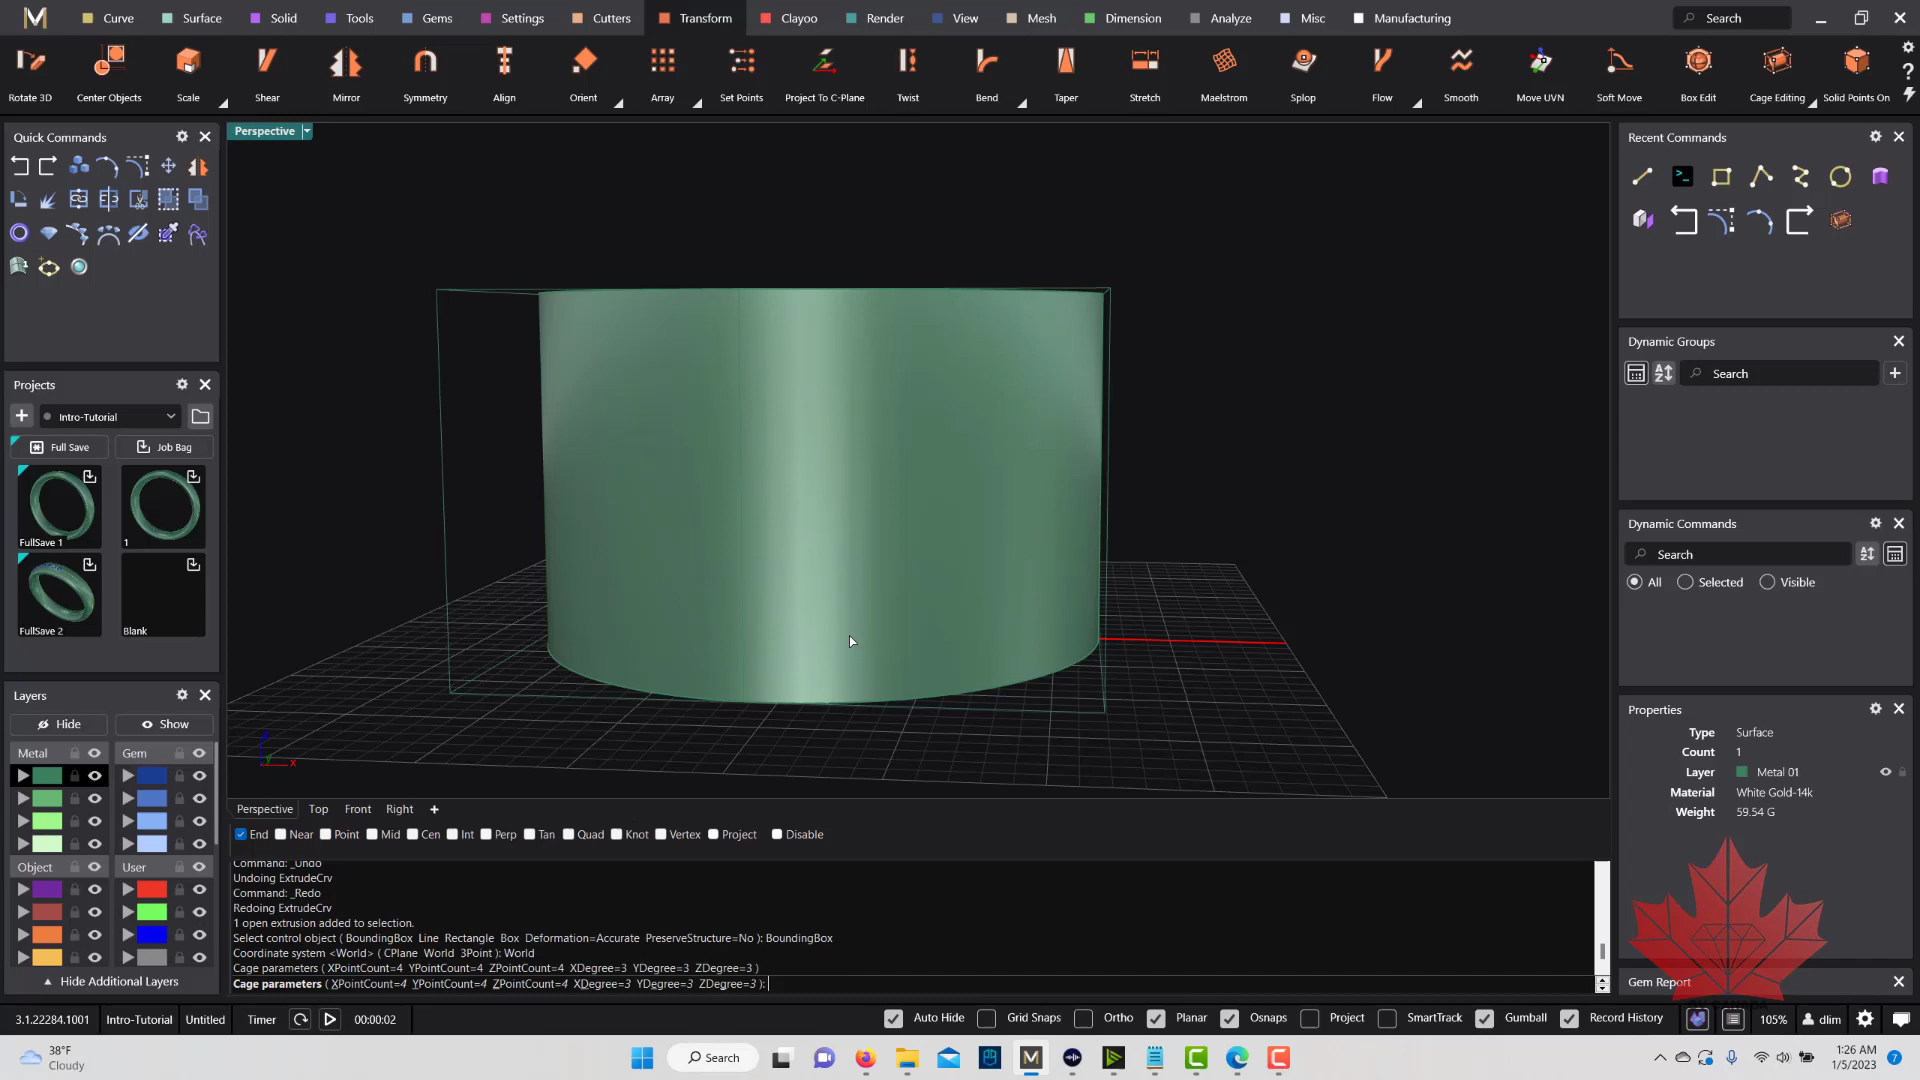 Curve Surface Solid Tools Gems Settings Cutters Transform Clayoo Render View Mesh Dimension Analyze Misc Manufacturing Search
Rotate 3D Center Objects Scale Shear Mirror Symmetry Align Orient Array Set Points Project To C-Plane Twist Bend Taper Stretch Maelstrom Splop Flow Smooth Move UVN Soft Move Box Edit Cage Editing Solid Points On
Quick Commands
Projects
Intro-Tutorial
Full Save Job Bag
FullSave 1 1
FullSave 2 Blank
Layers
Hide Show
Metal Gem
Object User
Hide Additional Layers
Perspective
z
y x
Perspective Top Front Right
End Near Point Mid Cen Int Perp Tan Quad Knot Vertex Project Disable
Command: _Undo
Undoing ExtrudeCrv
Command: _Redo
Redoing ExtrudeCrv
1 open extrusion added to selection.
Select control object ( BoundingBox Line Rectangle Box Deformation=Accurate PreserveStructure=No ): BoundingBox
Coordinate system <World> ( CPlane World 3Point ): World
Cage parameters ( XPointCount=4 YPointCount=4 ZPointCount=4 XDegree=3 YDegree=3 ZDegree=3 )
Cage parameters ( XPointCount=4 YPointCount=4 ZPointCount=4 XDegree=3 YDegree=3 ZDegree=3 ):
Recent Commands
Dynamic Groups
Search
Dynamic Commands
Search
All Selected Visible
Properties
Type Surface
Count 1
Layer Metal 01
Material White Gold-14k
Weight 59.54 G
Gem Report
3.1.22284.1001 Intro-Tutorial Untitled Timer 00:00:02 Auto Hide Grid Snaps Ortho Planar Osnaps Project SmartTrack Gumball Record History 105% dlim
38°F
Cloudy
Search
1:26 AM
1/5/2023
7